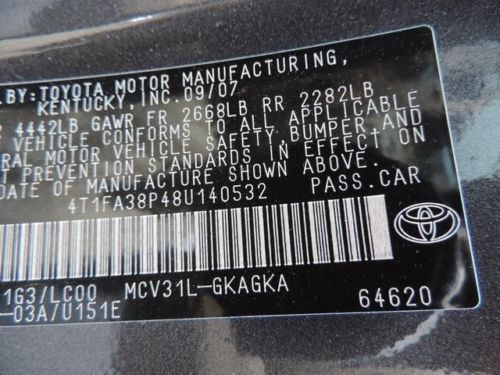 .BY: TOYOTA MOTOR MANUFACTURING,
KENTUCKY, INC. 09/07
4442LB GAWR FR 2668LB RR 2282LB
VEHICLE CONFORMS TO ALL APPLICABLE
RAL MOTOR VEHICLE SAFETY, BUMPER AND
T PREVENTION STANDARDS IN EFFECT ON
DATE OF MANUFACTURE SHOWN ABOVE.
4T1FA38P48U140532 PASS.CAR
1G3/LC00 MCV31L-GKAGKA
-03A/U151E 64620